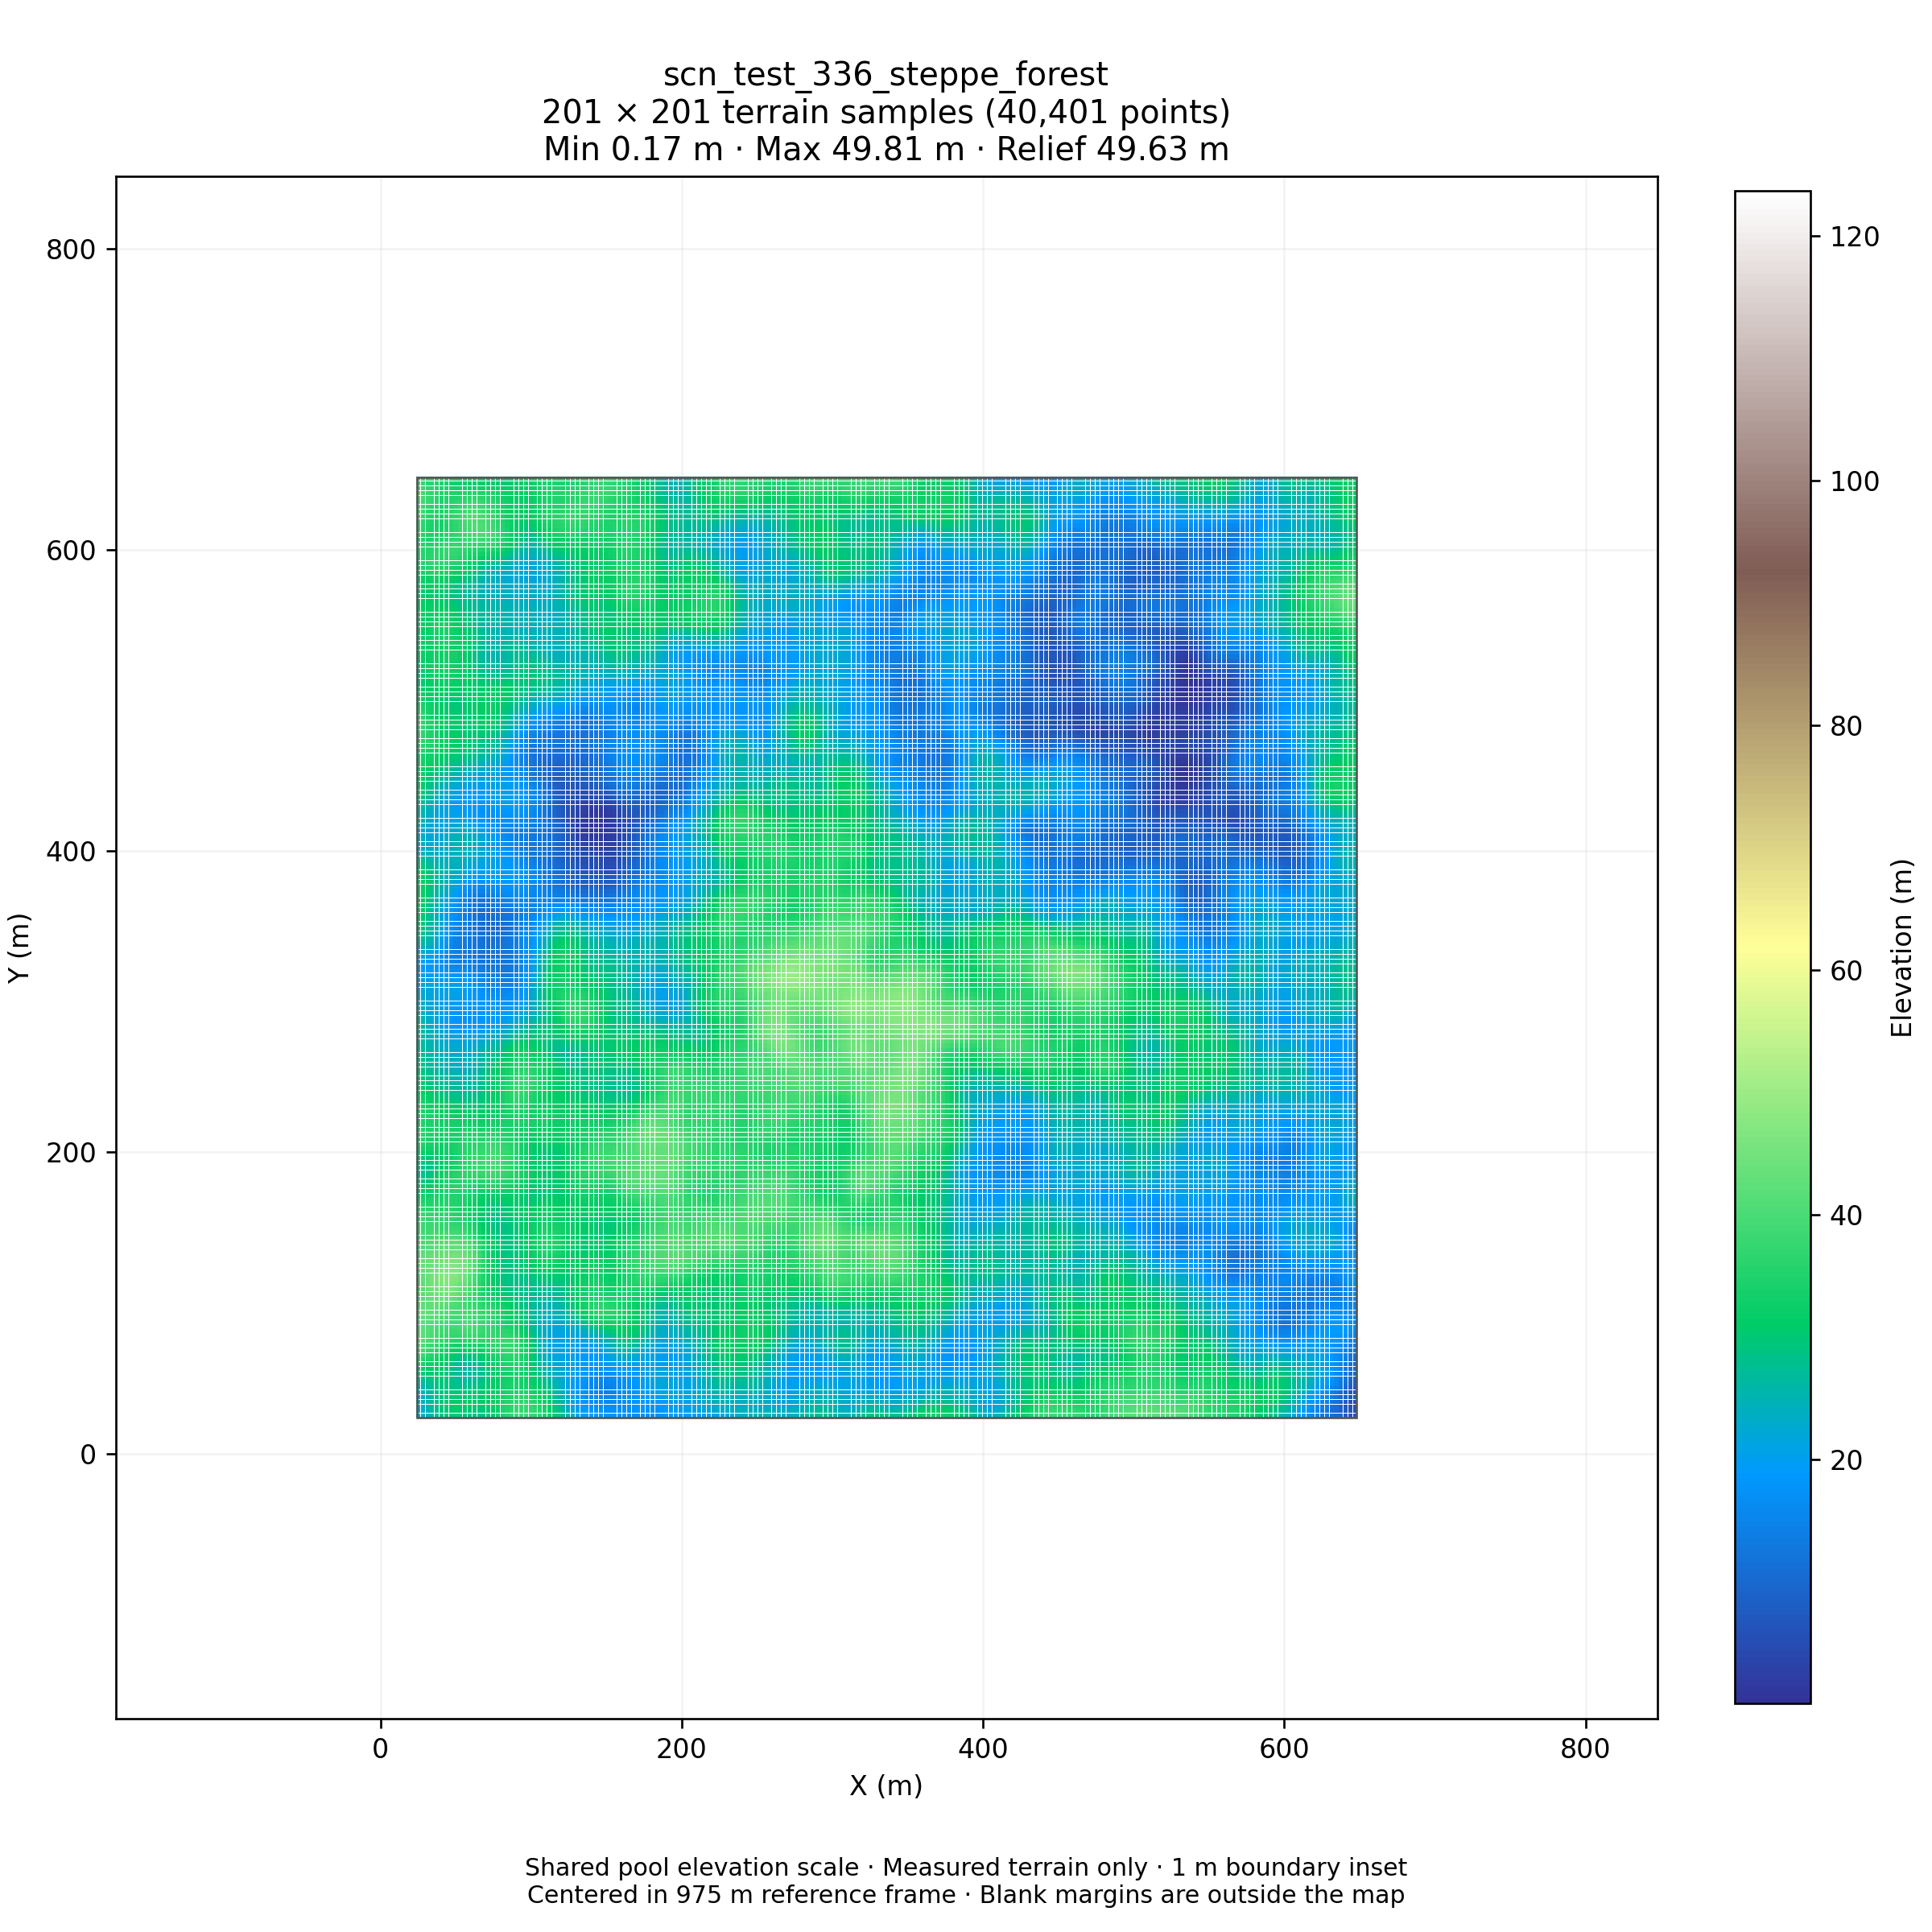 scn_test_336_steppe_forest
201 × 201 terrain samples (40,401 points)
Min 0.17 m · Max 49.81 m · Relief 49.63 m
800
600
400
200
0
Y (m)
0
200
400
600
800
X (m)
120
100
80
60
40
20
Elevation (m)
Shared pool elevation scale · Measured terrain only · 1 m boundary inset
Centered in 975 m reference frame · Blank margins are outside the map